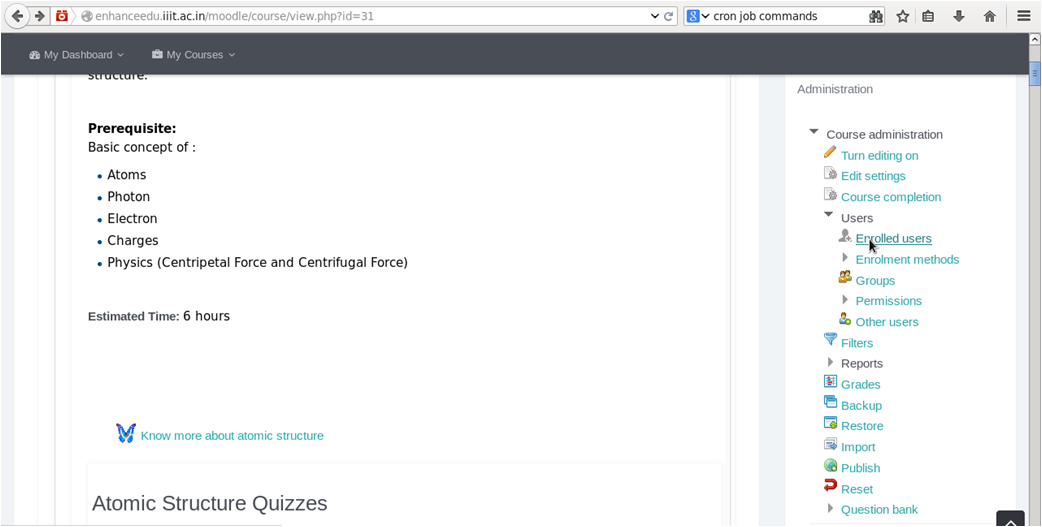 enhanceedu.iiit.ac.in/moodle/course/view.php?id=31
cron job commands
My Dashboard
My Courses
structure.
Prerequisite:
Basic concept of :
Atoms
Photon
Electron
Charges
Physics (Centripetal Force and Centrifugal Force)
Estimated Time: 6 hours
Know more about atomic structure
Atomic Structure Quizzes
Administration
Course administration
Turn editing on
Edit settings
Course completion
Users
Enrolled users
Enrolment methods
Groups
Permissions
Other users
Filters
Reports
Grades
Backup
Restore
Import
Publish
Reset
Question bank